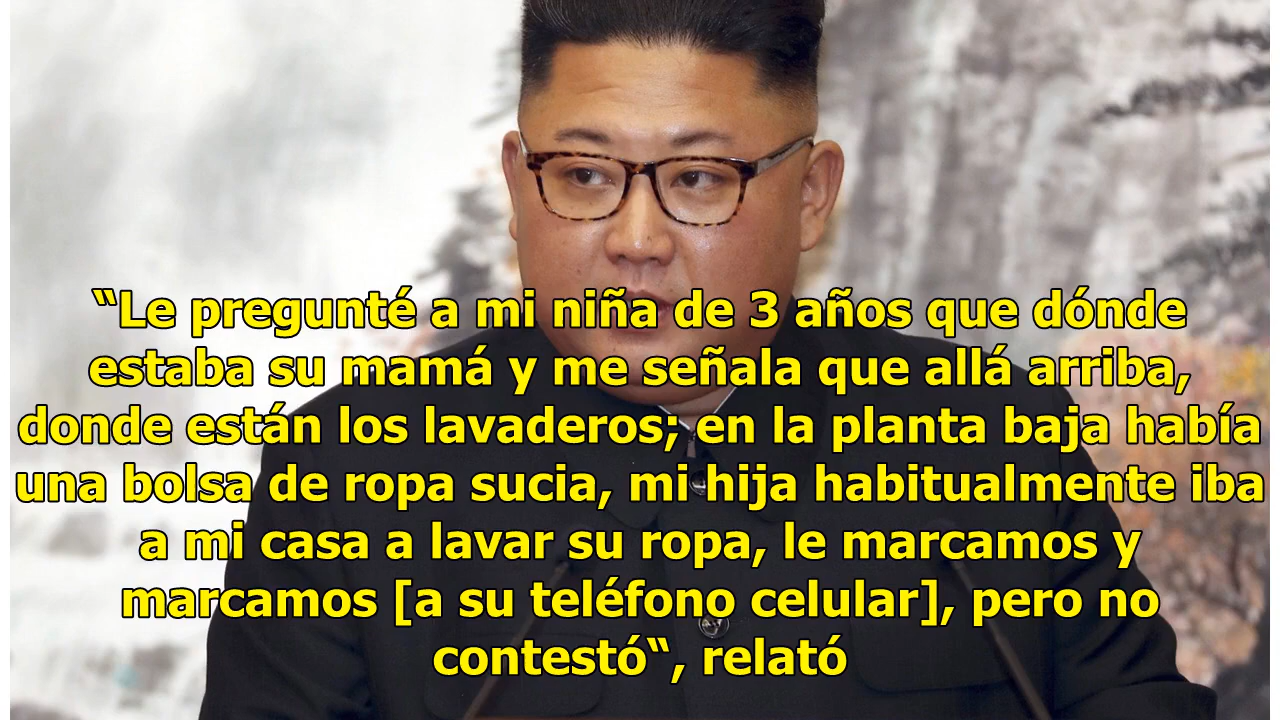 “Le pregunté a mi niña de 3 años que dónde
estaba su mamá y me señala que allá arriba,
donde están los lavaderos; en la planta baja había
una bolsa de ropa sucia, mi hija habitualmente iba
a mi casa a lavar su ropa, le marcamos y
marcamos [a su teléfono celular], pero no
contestó“, relató